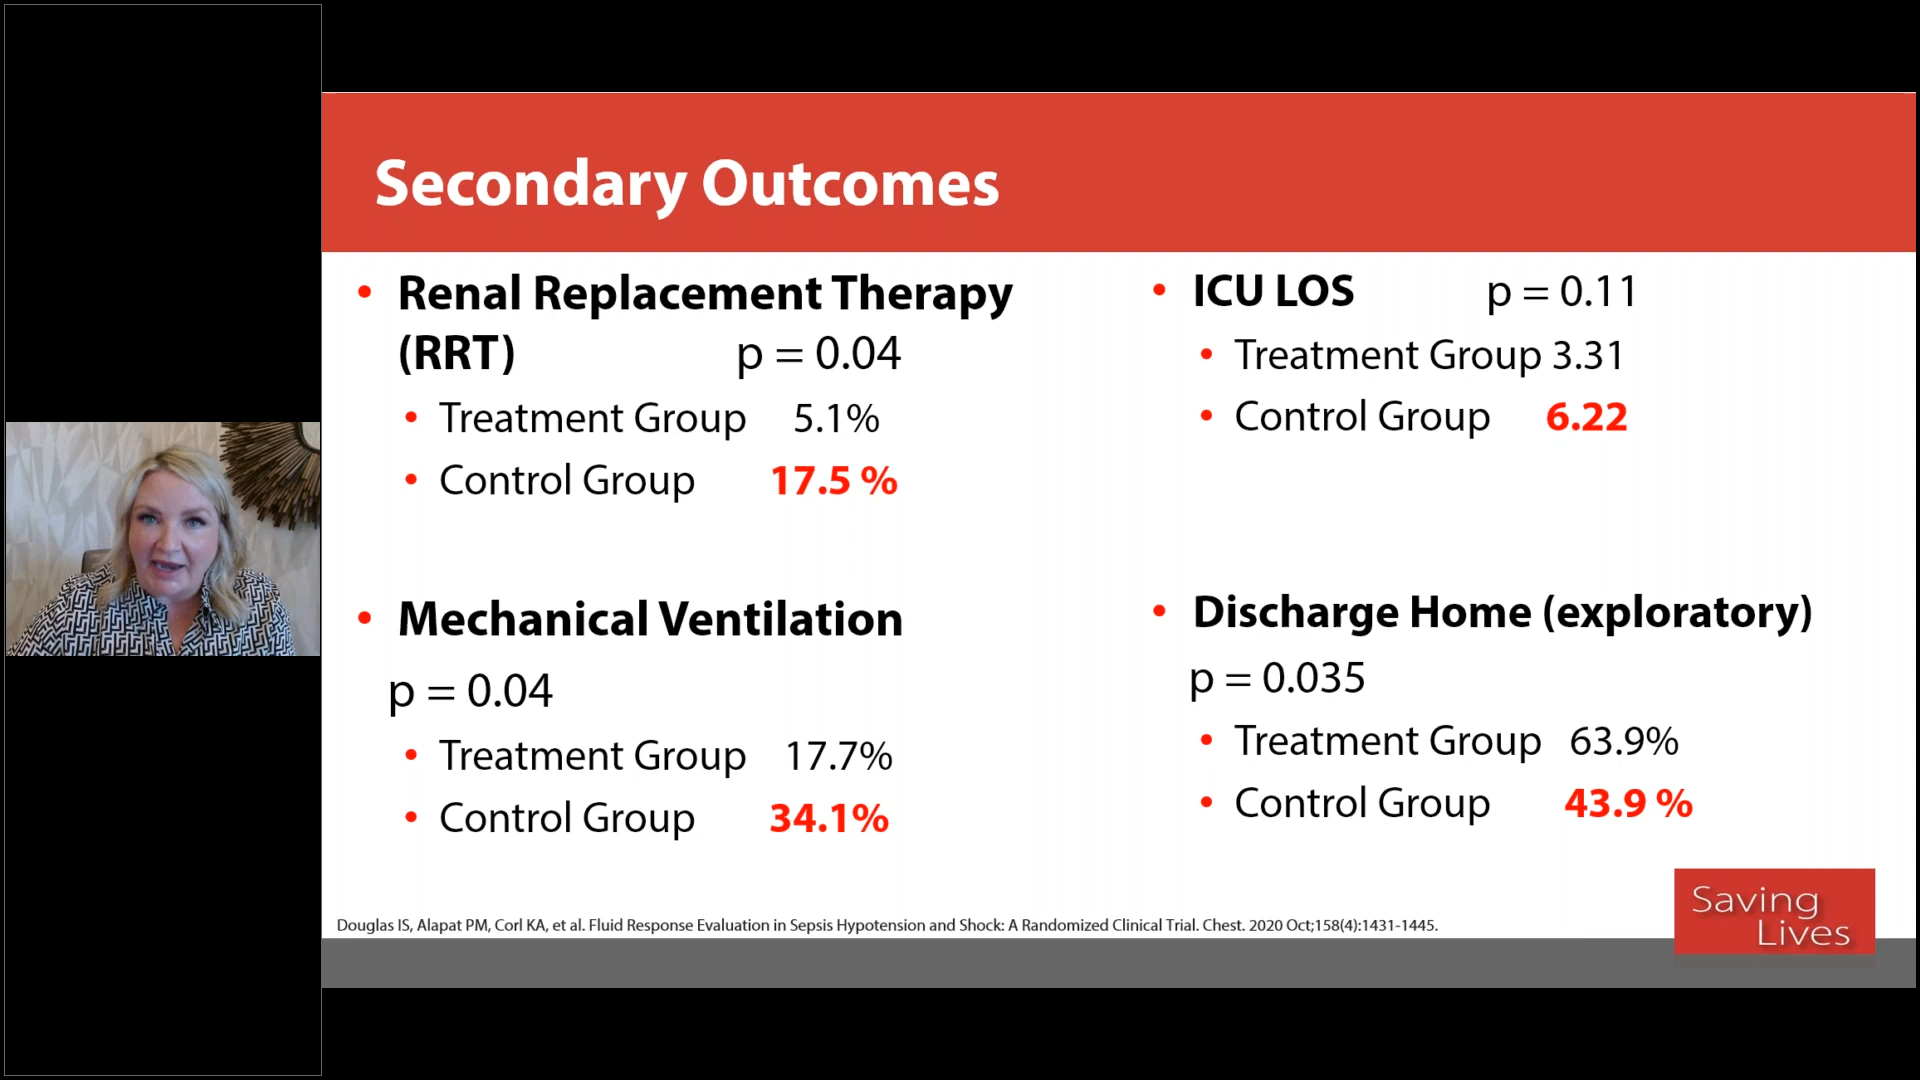 Secondary Outcomes
• Renal Replacement Therapy
(RRT) p = 0.04
• Treatment Group 5.1%
• Control Group 17.5 %
• Mechanical Ventilation
p = 0.04
• Treatment Group 17.7%
• Control Group 34.1%
• ICU LOS p = 0.11
• Treatment Group 3.31
• Control Group 6.22
• Discharge Home (exploratory)
p = 0.035
• Treatment Group 63.9%
• Control Group 43.9 %
Douglas IS, Alapat PM, Corl KA, et al. Fluid Response Evaluation in Sepsis Hypotension and Shock: A Randomized Clinical Trial. Chest. 2020 Oct;158(4):1431-1445.
Saving
Lives